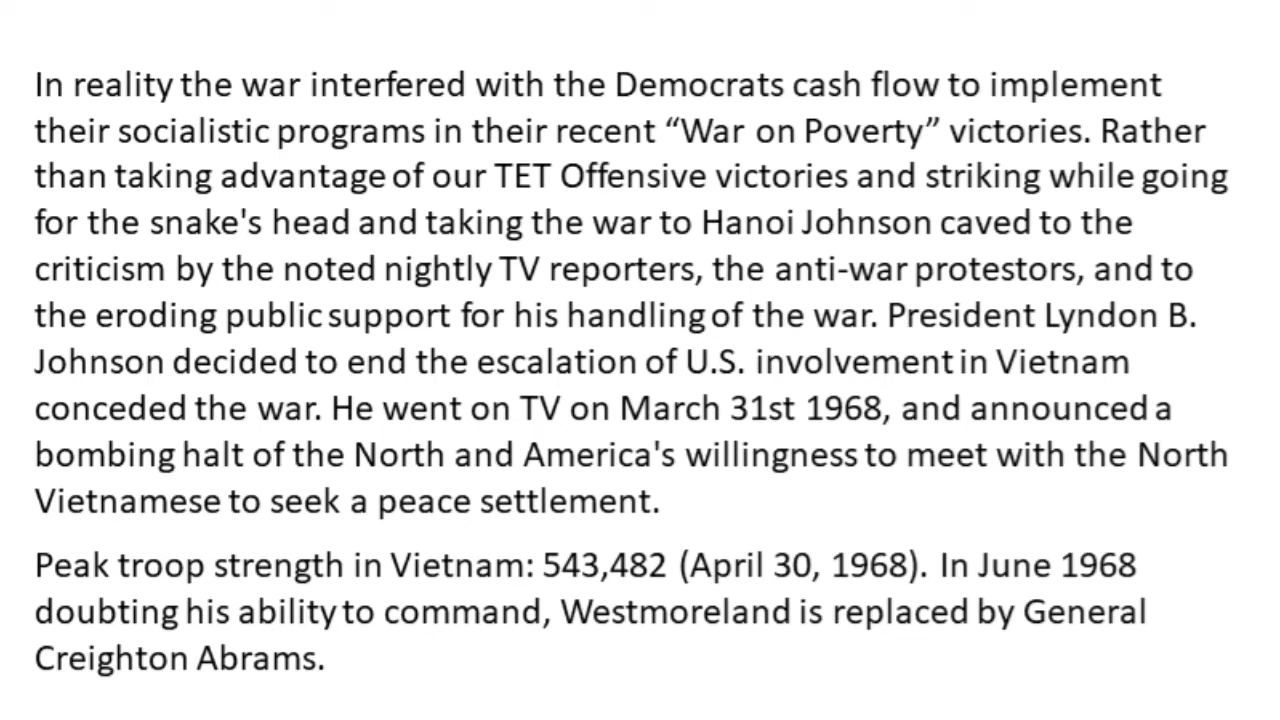 In reality the war interfered with the Democrats cash flow to implement
their socialistic programs in their recent “War on Poverty” victories. Rather
than taking advantage of our TET Offensive victories and striking while going
for the snake's head and taking the war to Hanoi Johnson caved to the
criticism by the noted nightly TV reporters, the anti-war protestors, and to
the eroding public support for his handling of the war. President Lyndon B.
Johnson decided to end the escalation of U.S. involvement in Vietnam
conceded the war. He went on TV on March 31st 1968, and announced a
bombing halt of the North and America's willingness to meet with the North
Vietnamese to seek a peace settlement.
Peak troop strength in Vietnam: 543,482 (April 30, 1968). In June 1968
doubting his ability to command, Westmoreland is replaced by General
Creighton Abrams.